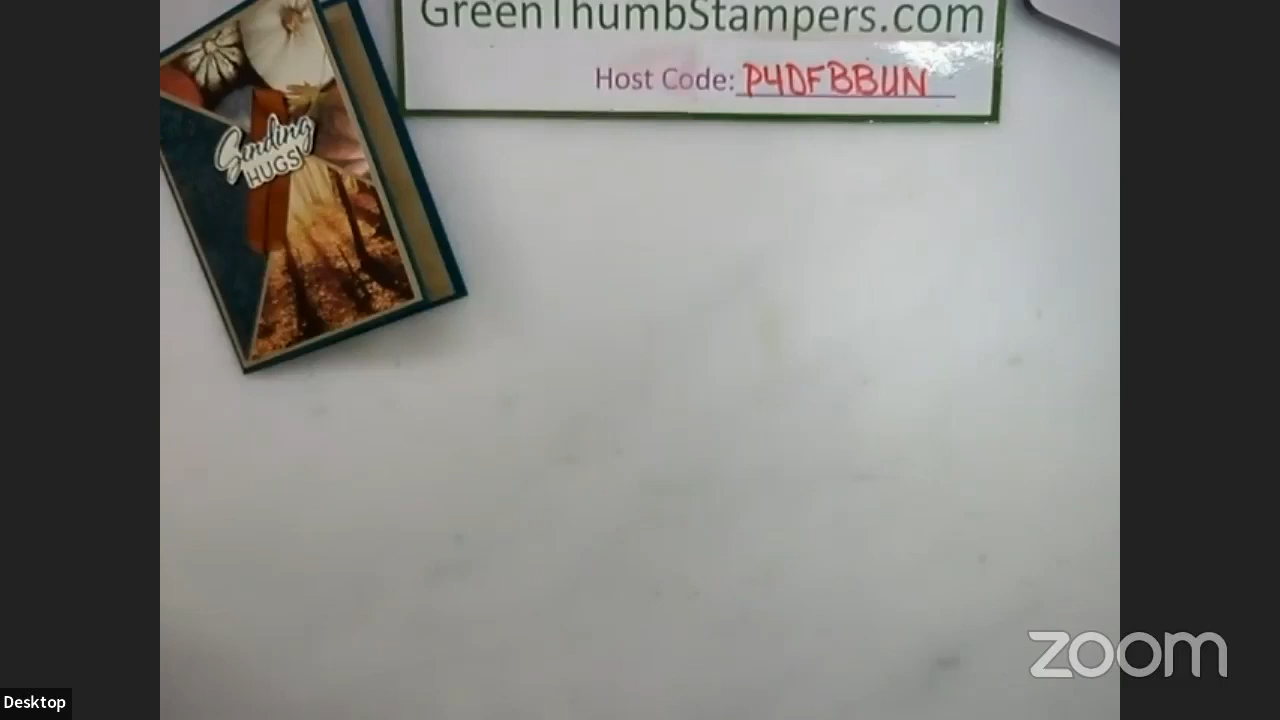 GreenThumbStampers.com
Host Code: P4DFBBUN
Sending
HUGS!
zoom
Desktop